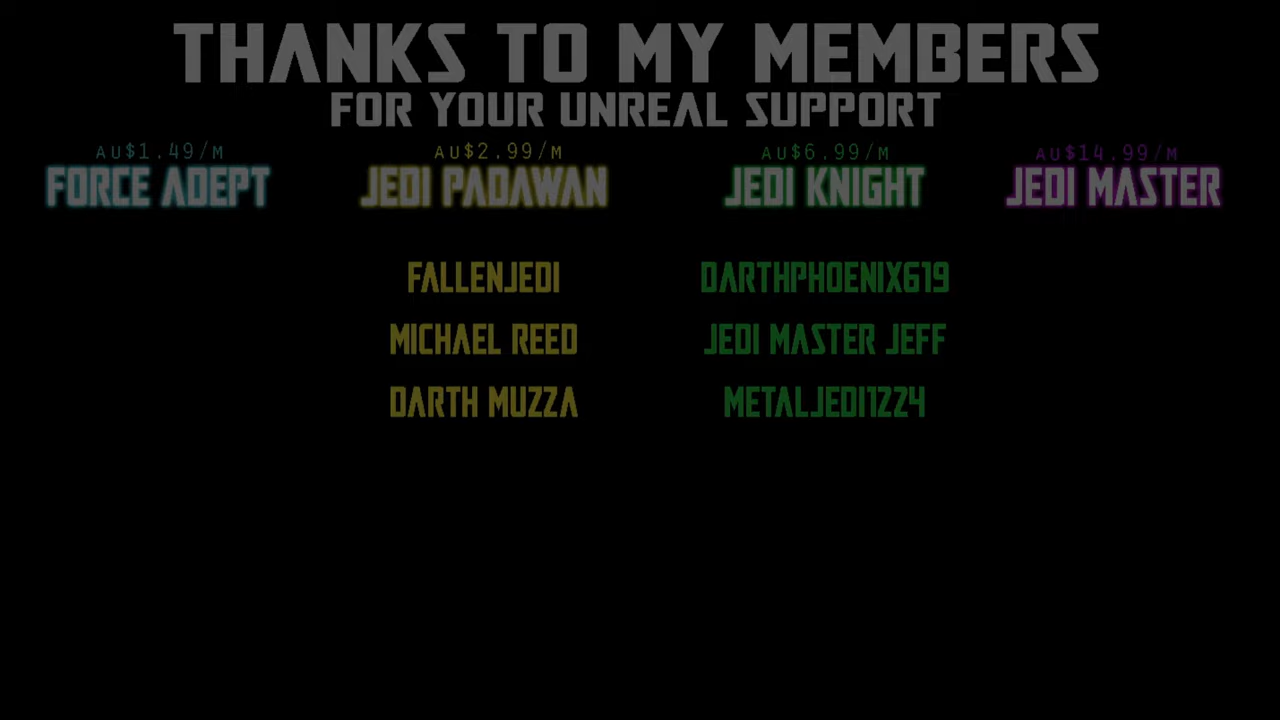 THANKS TO MY MEMBERS
FOR YOUR UNREAL SUPPORT
AU$1.49/M
FORCE ADEPT
AU$2.99/M
JEDI PADAWAN
FALLENJEDI
MICHAEL REED
DARTH MUZZA
AU$6.99/M
JEDI KNIGHT
DARTHPHOENIX619
JEDI MASTER JEFF
METALJEDI1224
AU$14.99/M
JEDI MASTER